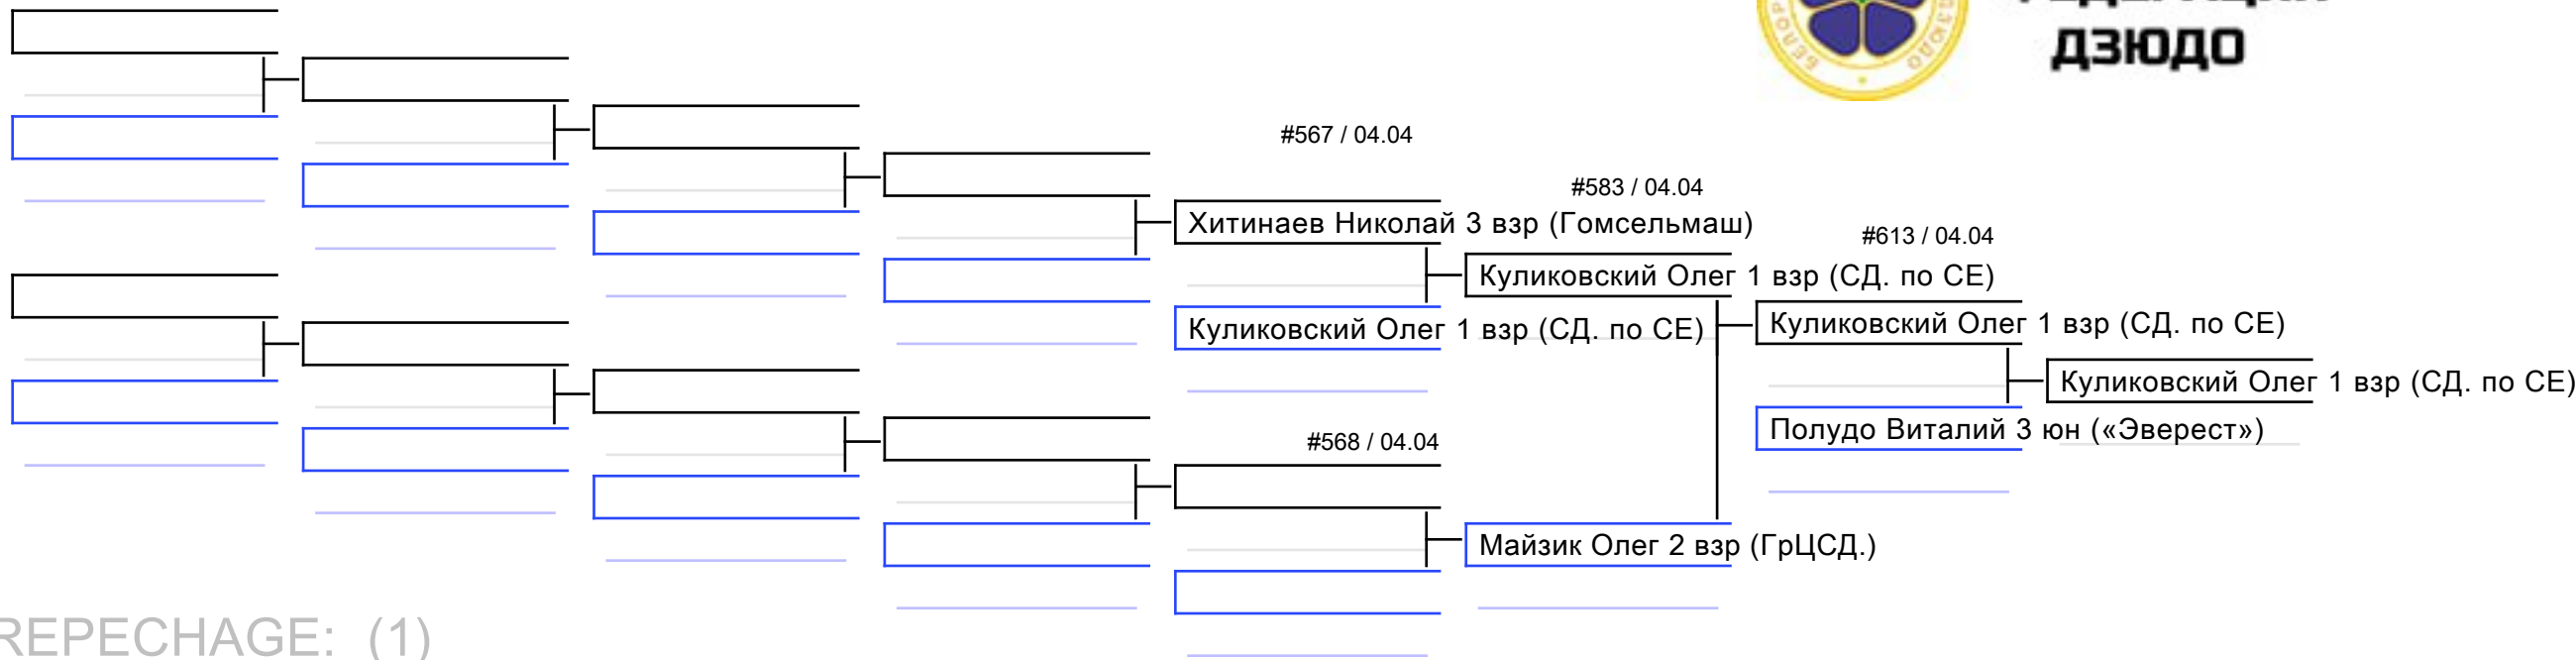 ДЗЮДО
#567 / 04.04
#583 / 04.04
Хитинаев Николай 3 взр (Гомсельмаш)
#613 / 04.04
Куликовский Олег 1 взр (СД. по СЕ)
Куликовский Олег 1 взр (СД. по СЕ)
Куликовский Олег 1 взр (СД. по СЕ)
Куликовский Олег 1 взр (СД. по СЕ)
Полудо Виталий 3 юн («Эверест»)
#568 / 04.04
Майзик Олег 2 взр (ГрЦСД.)
REPECHAGE: (1)